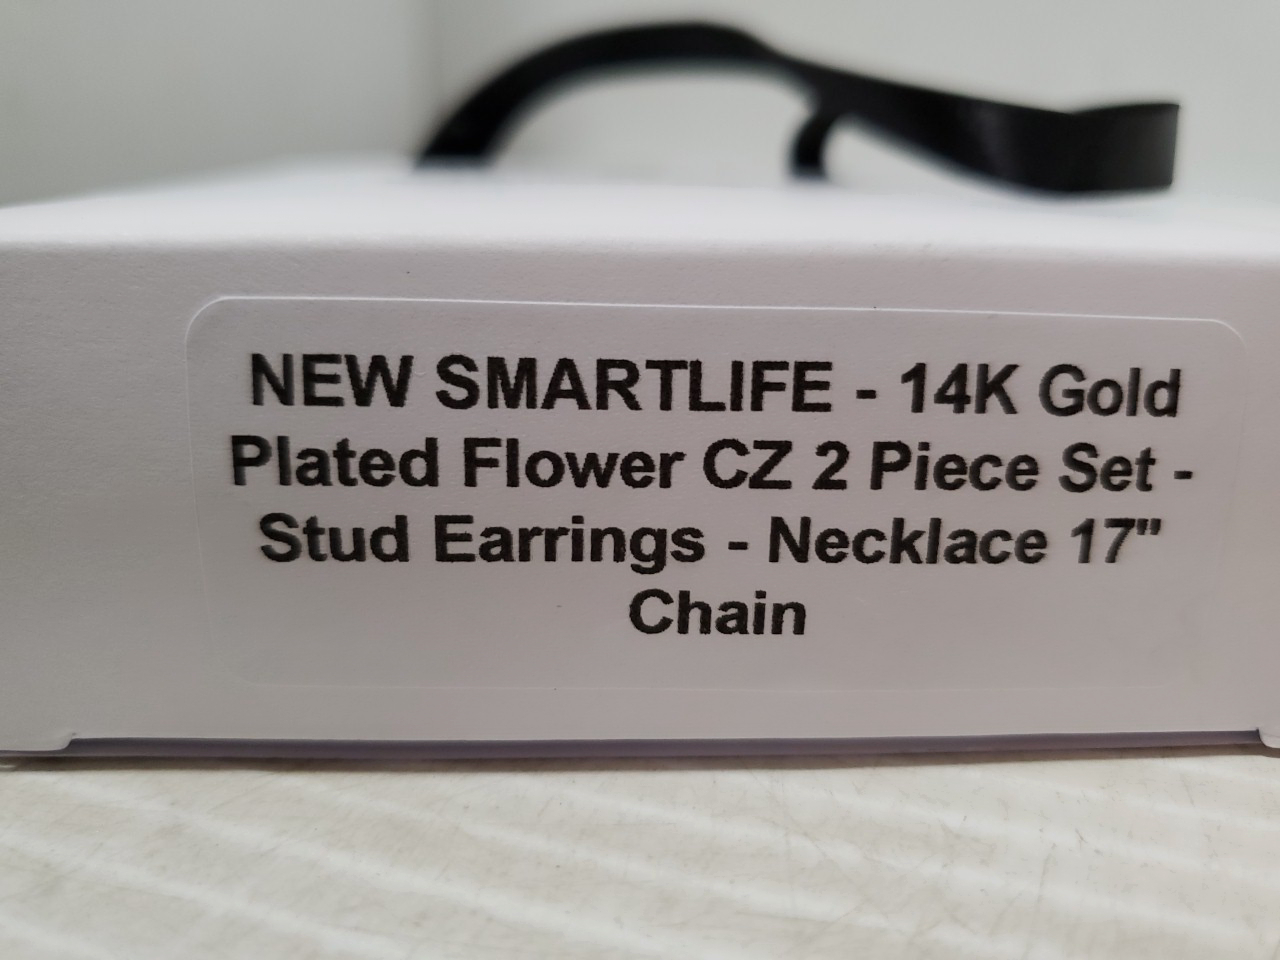 NEW SMARTLIFE - 14K Gold
Plated Flower CZ 2 Piece Set -
Stud Earrings - Necklace 17"
Chain